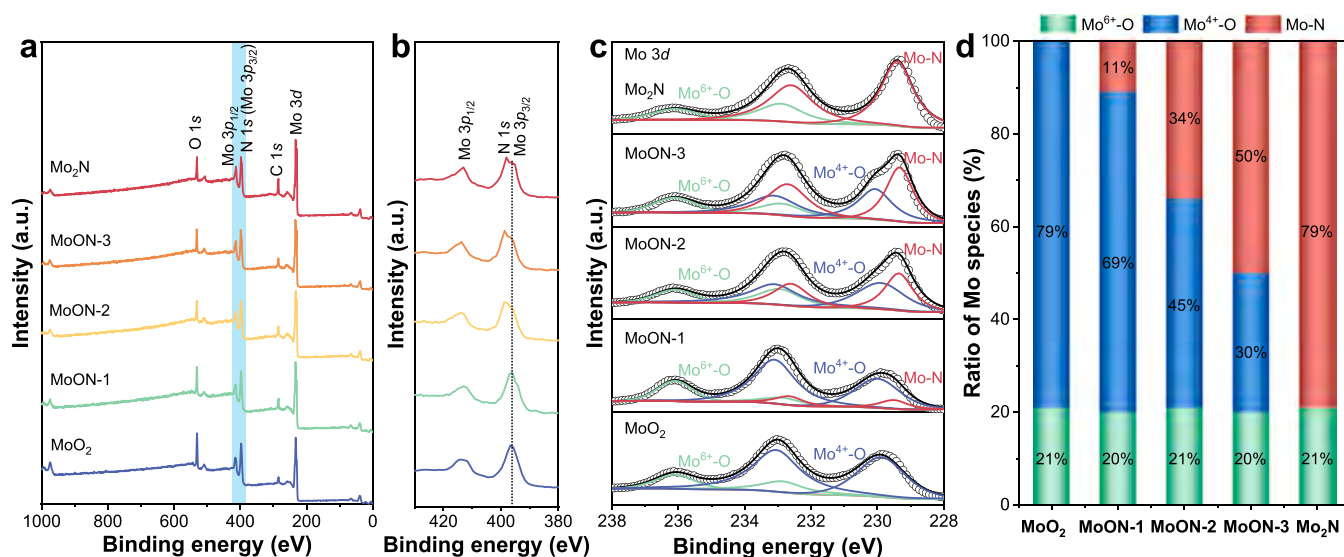 a
Intensity (a.u.)
O 1s
Mo 3p1/2
N 1s (Mo 3p3/2)
C 1s
Mo 3d
Mo2N
MoON-3
MoON-2
MoON-1
MoO2
1000 800 600 400 200 0
Binding energy (eV)
b
Intensity (a.u.)
Mo 3p1/2
N 1s
Mo 3p3/2
420 400 380
Binding energy (eV)
c
Intensity (a.u.)
Mo 3d
Mo2N
Mo6+-O
Mo-N
MoON-3
Mo6+-O
Mo4+-O
Mo-N
MoON-2
Mo6+-O
Mo4+-O
Mo-N
MoON-1
Mo6+-O
Mo4+-O
Mo-N
MoO2
Mo6+-O
Mo4+-O
238 236 234 232 230 228
Binding energy (eV)
d
Mo6+-O Mo4+-O Mo-N
Ratio of Mo species (%)
100
80
60
40
20
0
79%
21%
11%
69%
20%
34%
45%
21%
50%
30%
20%
79%
21%
MoO2 MoON-1 MoON-2 MoON-3 Mo2N